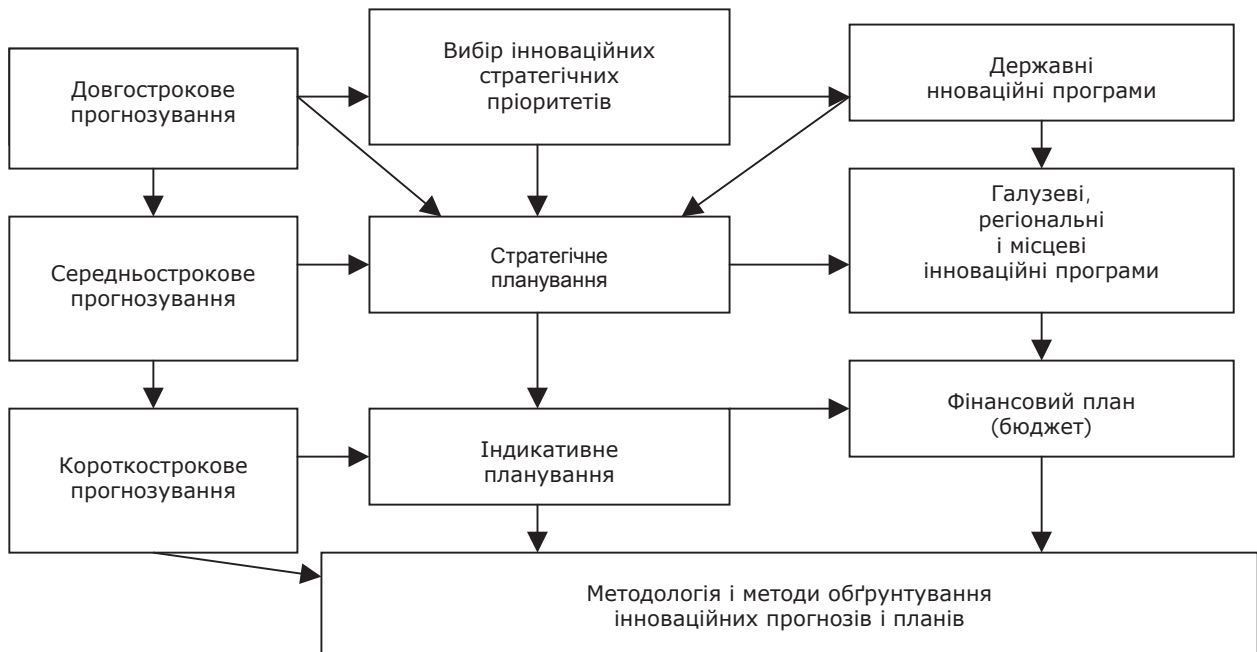 Довгострокове
прогнозування
Вибір інноваційних
стратегічних
пріоритетів
Державні
нноваційні програми
Середньострокове
прогнозування
Стратегічне
планування
Галузеві,
регіональні
і місцеві
інноваційні програми
Короткострокове
прогнозування
Індикативне
планування
Фінансовий план
(бюджет)
Методологія і методи обґрунтування
інноваційних прогнозів і планів